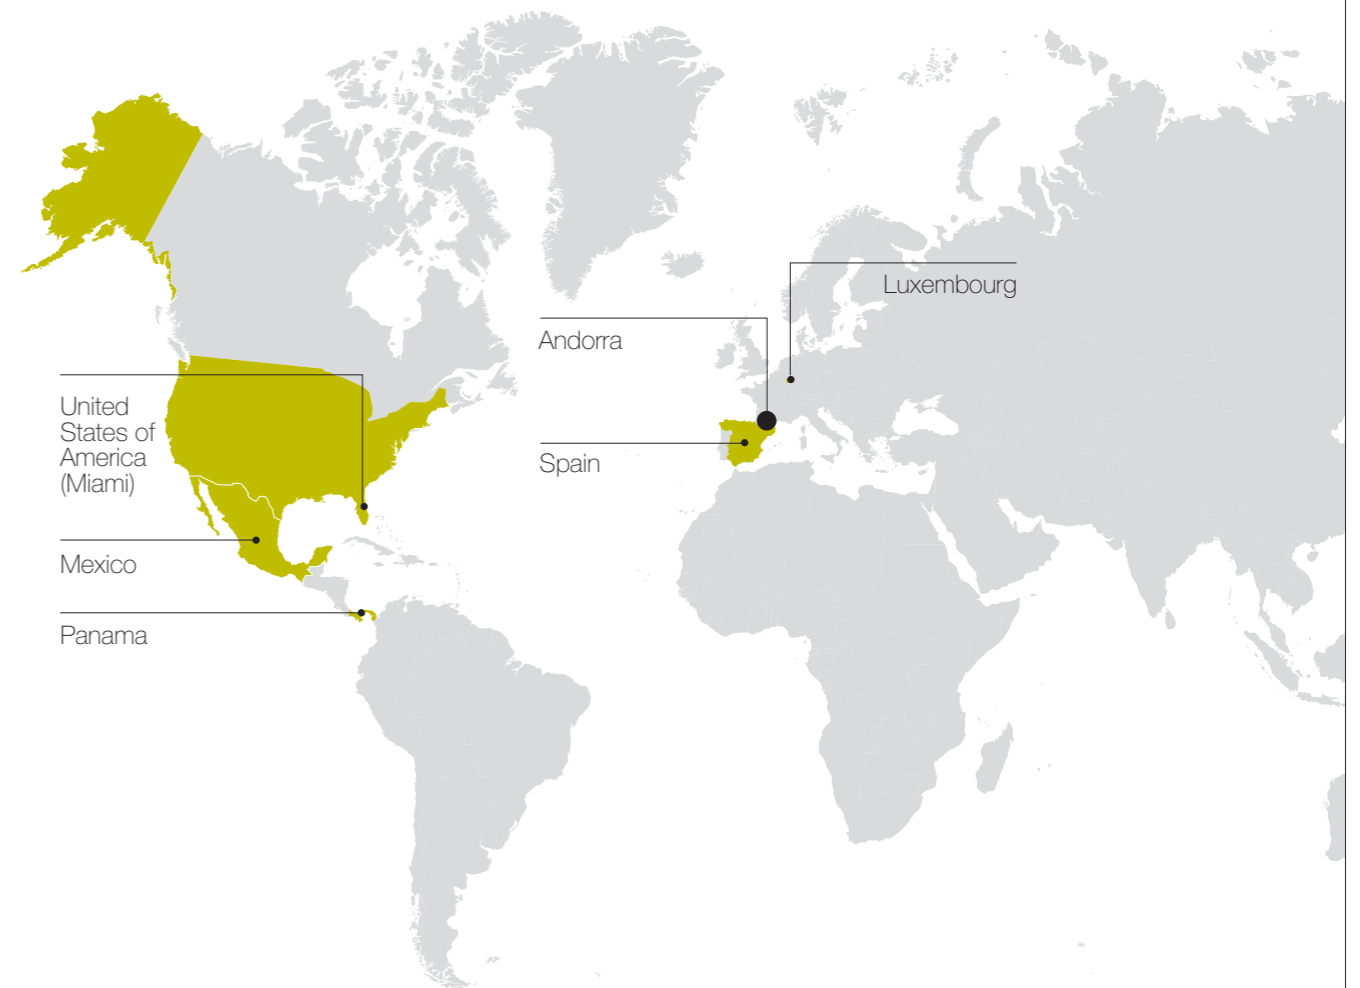 Luxembourg
Andorra
United
States of
America
(Miami)
Spain
Mexico
Panama